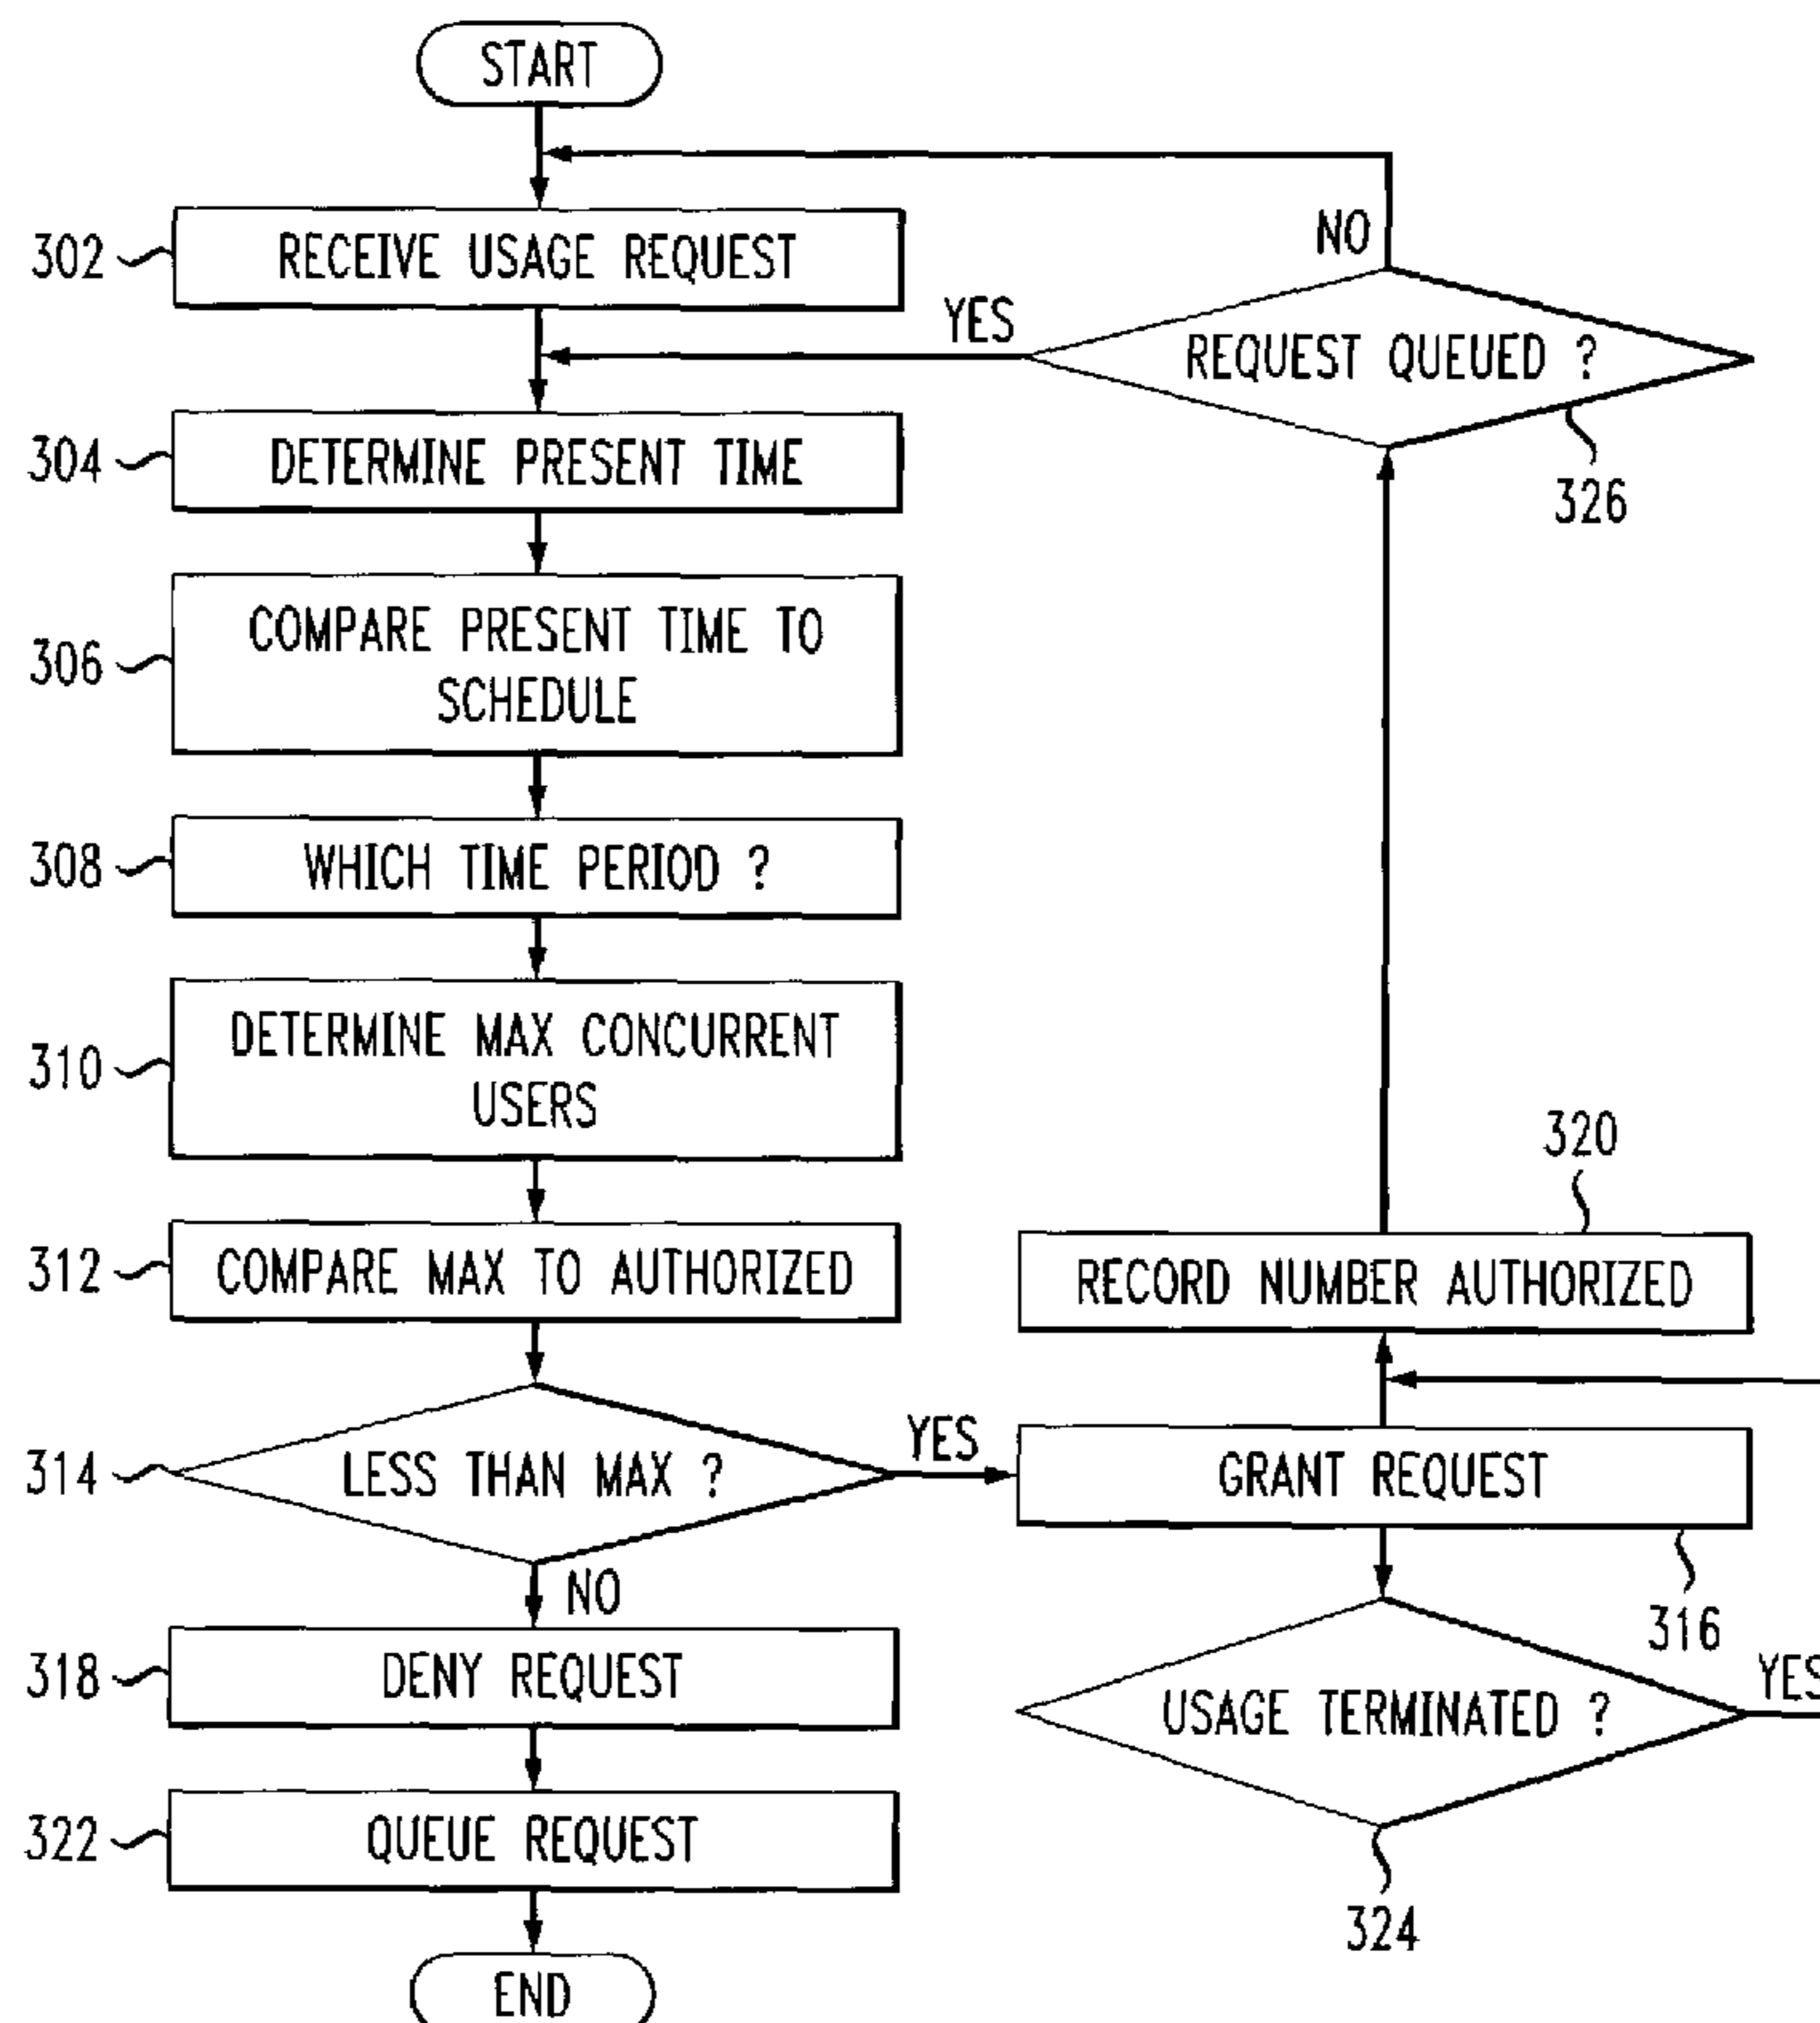 START
302
RECEIVE USAGE REQUEST
NO
YES
REQUEST QUEUED ?
326
304
DETERMINE PRESENT TIME
306
COMPARE PRESENT TIME TO
SCHEDULE
308
WHICH TIME PERIOD ?
310
DETERMINE MAX CONCURRENT
USERS
320
312
COMPARE MAX TO AUTHORIZED
RECORD NUMBER AUTHORIZED
314
LESS THAN MAX ?
YES
GRANT REQUEST
316
NO
318
DENY REQUEST
USAGE TERMINATED ?
YES
324
322
QUEUE REQUEST
END